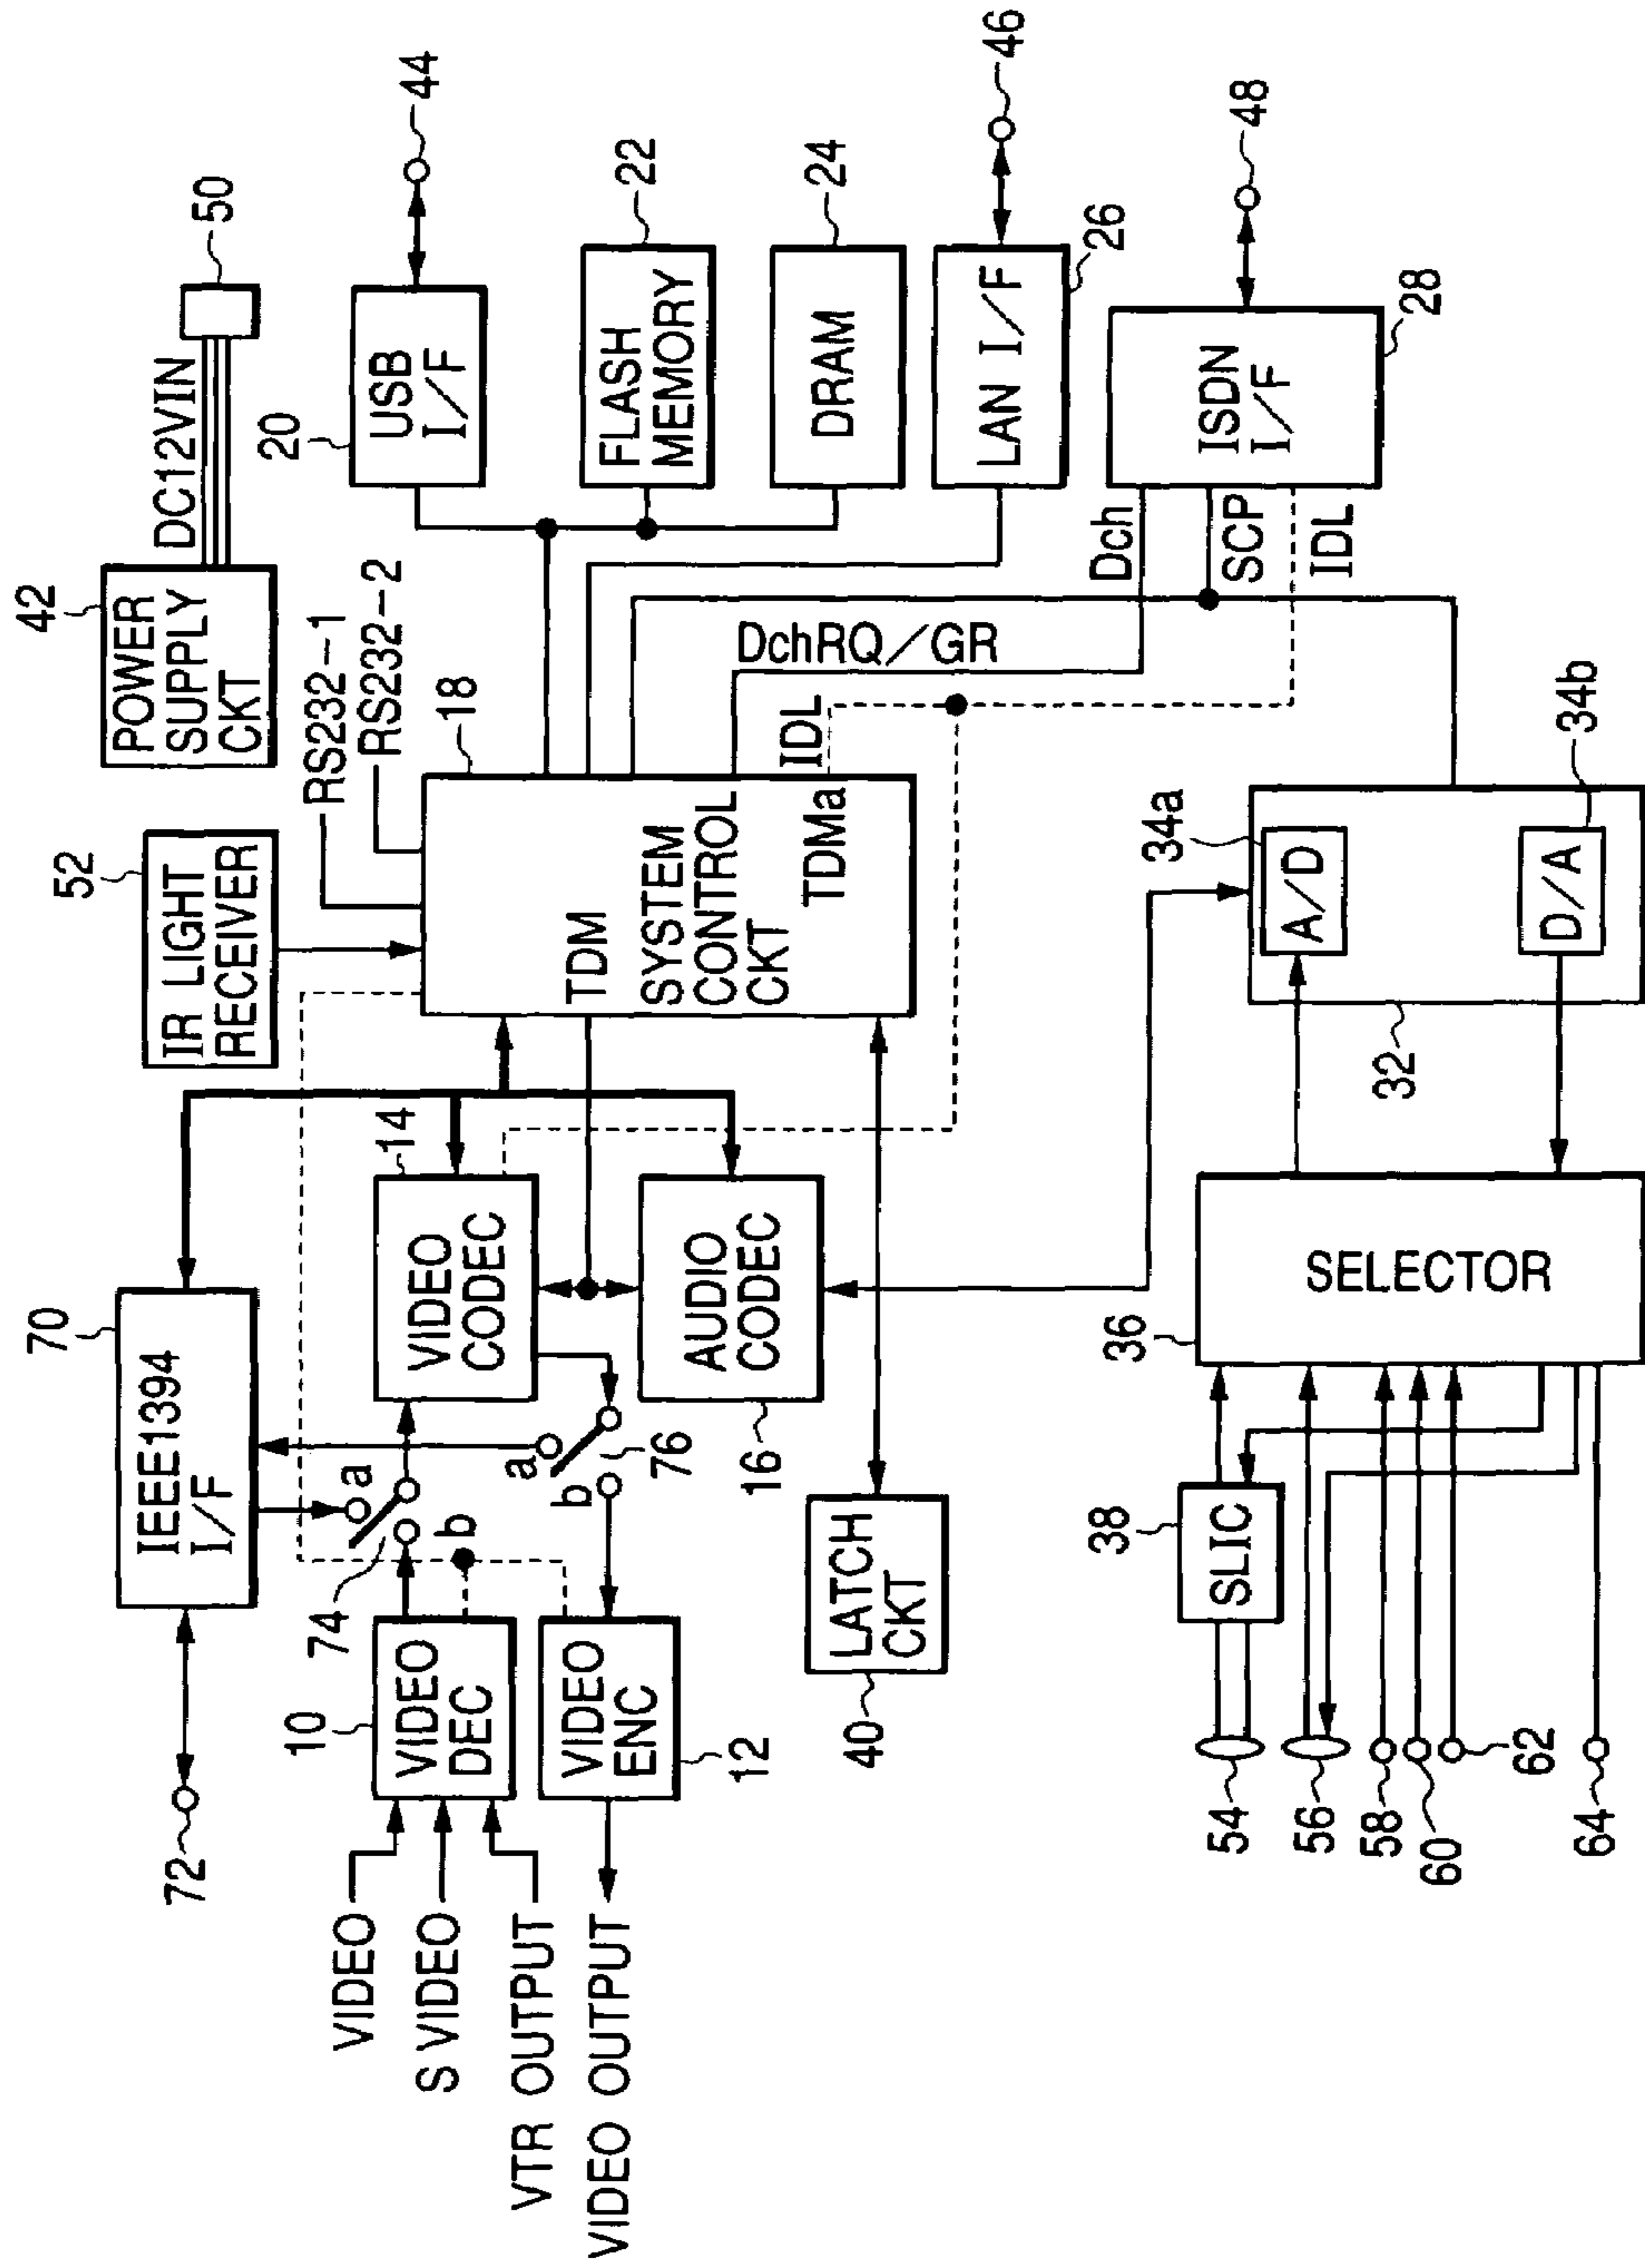 42
POWER
SUPPLY
CKT
DC12VIN
50
52
IR LIGHT
RECEIVER
RS232-1
RS232-2
20
USB
I/F
44
70
IEEE1394
I/F
72
a
74
b
14
VIDEO
CODEC
18
TDM
SYSTEM
CONTROL
CKT
TDMa
IDL
DchRQ/GR
22
FLASH
MEMORY
24
DRAM
LAN I/F
26
46
VIDEO
S VIDEO
VTR OUTPUT
VIDEO OUTPUT
10
VIDEO
DEC
VIDEO
ENC
12
a
b
76
AUDIO
CODEC
16
Dch
SCP
IDL
ISDN
I/F
28
48
LATCH
CKT
40
54
56
58
60
62
64
38
SLIC
36
SELECTOR
34a
A/D
34b
D/A
32